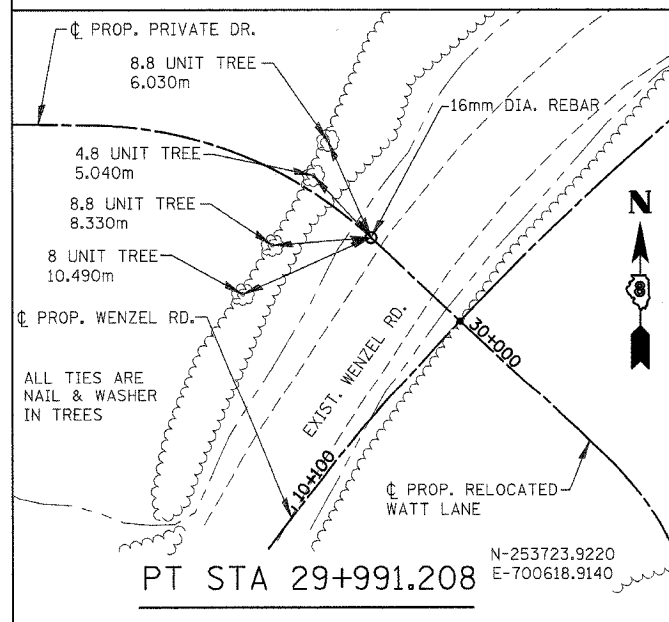 ℄ PROP. PRIVATE DR.
8.8 UNIT TREE
6.030m
16mm DIA. REBAR
4.8 UNIT TREE
5.040m
8.8 UNIT TREE
8.330m
8 UNIT TREE
10.490m
N
8
℄ PROP. WENZEL RD.
30+000
EXIST. WENZEL RD.
ALL TIES ARE
NAIL & WASHER
IN TREES
10+100
℄ PROP. RELOCATED
WATT LANE
PT STA 29+991.208
N-253723.9220
E-700618.9140